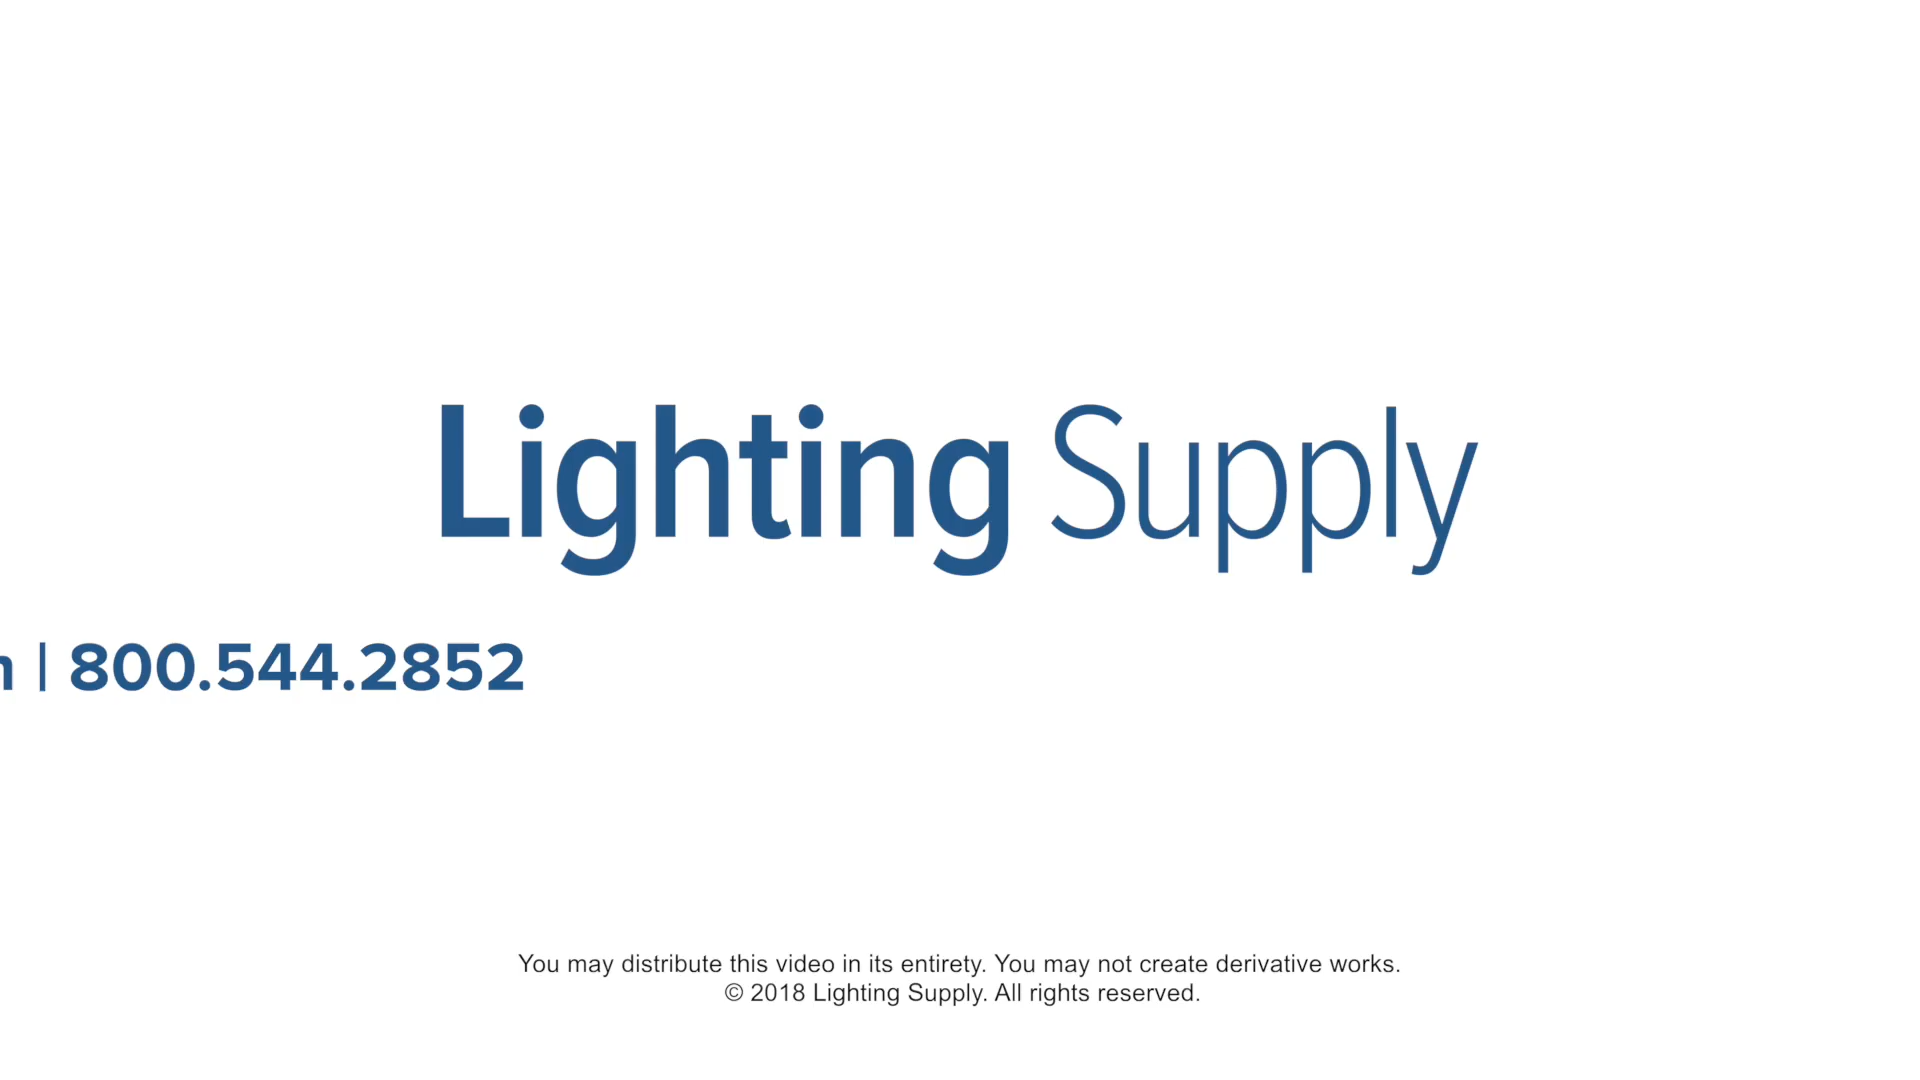 Lighting Supply
| 800.544.2852
You may distribute this video in its entirety. You may not create derivative works.
© 2018 Lighting Supply. All rights reserved.